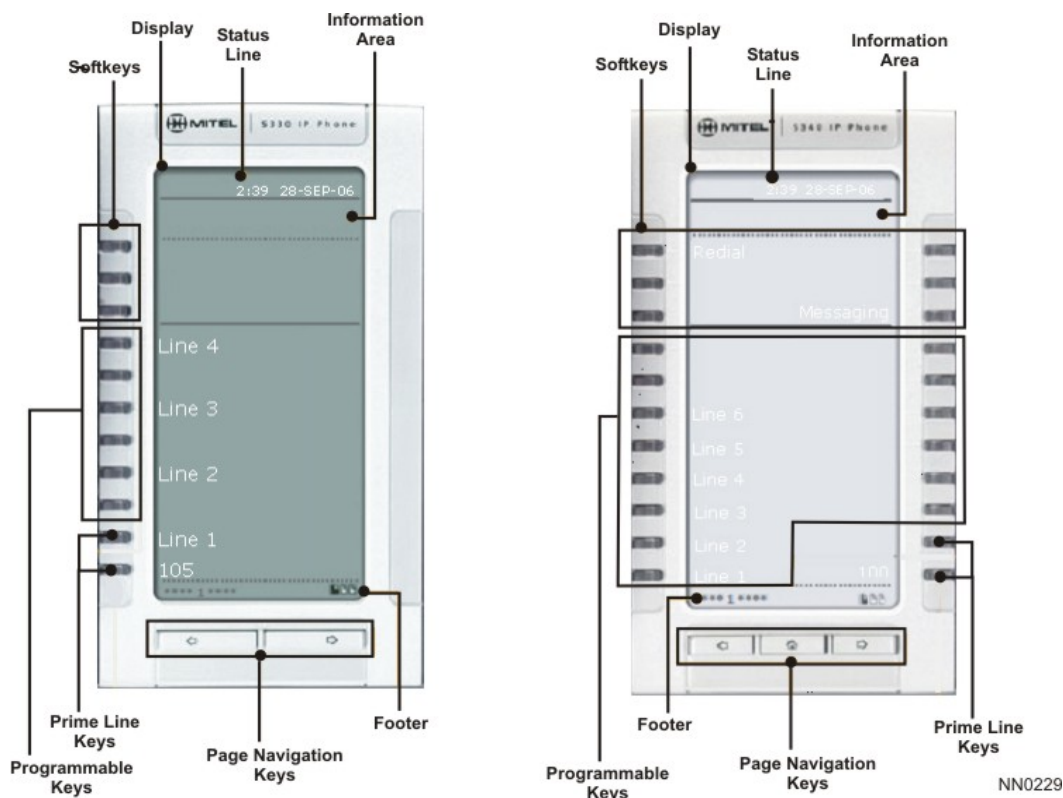 Display
Status
Line
Information
Area
Softkeys
MITEL
5330 IP Phone
2:39 28-SEP-06
Line 4
Line 3
Line 2
Line 1
105
1
Prime Line
Keys
Programmable
Keys
Page Navigation
Keys
Footer
Display
Status
Line
Information
Area
Softkeys
MITEL
5340 IP Phone
2:39 28-SEP-06
Redial
Messaging
Line 6
Line 5
Line 4
Line 3
Line 2
Line 1
100
1
Footer
Programmable
Keys
Page Navigation
Keys
Prime Line
Keys
NN0229